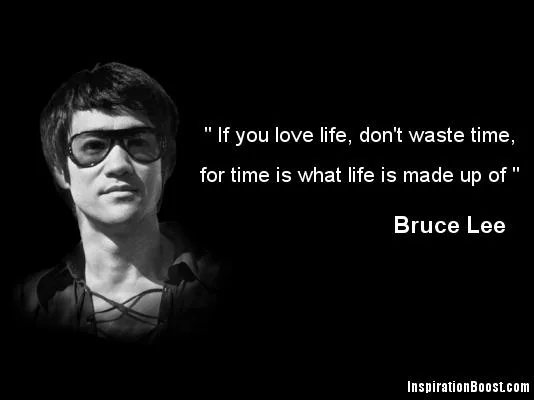 " If you love life, don't waste time,
for time is what life is made up of "
Bruce Lee
InspirationBoost.com